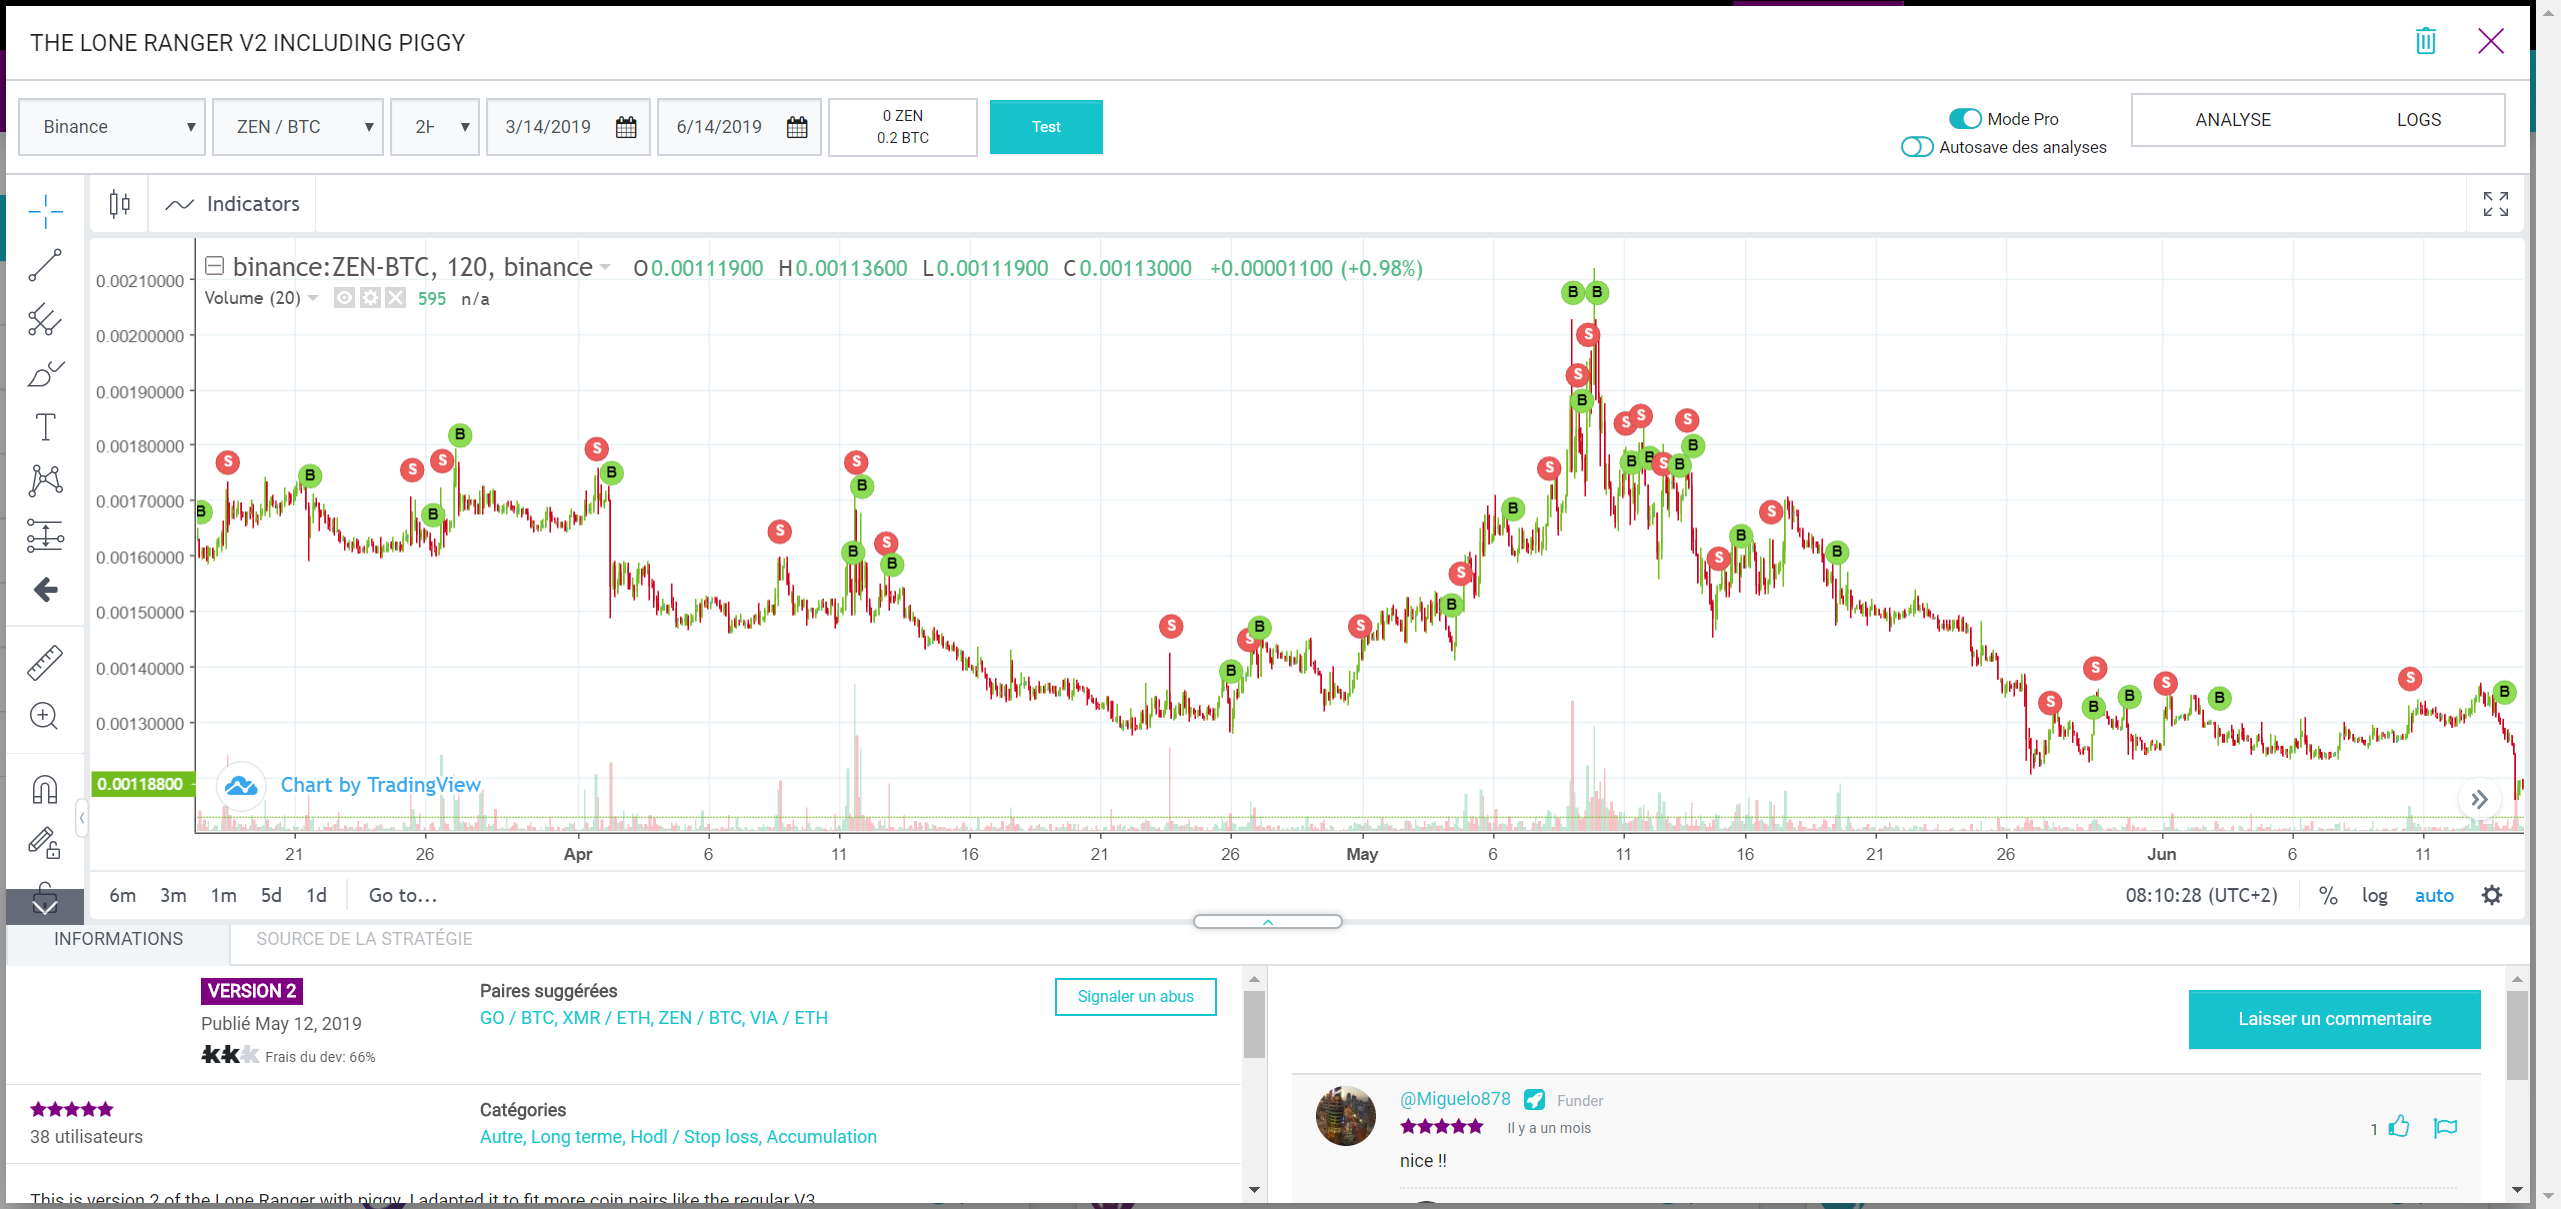 THE LONE RANGER V2 INCLUDING PIGGY
Binance
ZEN / BTC
2H
3/14/2019
6/14/2019
0 ZEN
0.2 BTC
Test
Mode Pro
Autosave des analyses
ANALYSE
LOGS
Indicators
binance:ZEN-BTC, 120, binance O0.00111900 H0.00113600 L0.00111900 C0.00113000 +0.00001100 (+0.98%)
Volume (20) 595 n/a
0.00210000
0.00200000
0.00190000
0.00180000
0.00170000
0.00160000
0.00150000
0.00140000
0.00130000
0.00118800
Chart by TradingView
21 26 Apr 6 11 16 21 26 May 6 11 16 21 26 Jun 6 11
6m 3m 1m 5d 1d Go to...
08:10:28 (UTC+2) % log auto
INFORMATIONS
SOURCE DE LA STRATÉGIE
VERSION 2
Publié May 12, 2019
Frais du dev: 66%
Paires suggérées
GO / BTC, XMR / ETH, ZEN / BTC, VIA / ETH
Signaler un abus
38 utilisateurs
Catégories
Autre, Long terme, Hodl / Stop loss, Accumulation
This is version 2 of the Lone Ranger with piggy. I adapted it to fit more coin pairs like the regular V3
Laisser un commentaire
@Miguelo878 Funder
Il y a un mois
1
nice !!